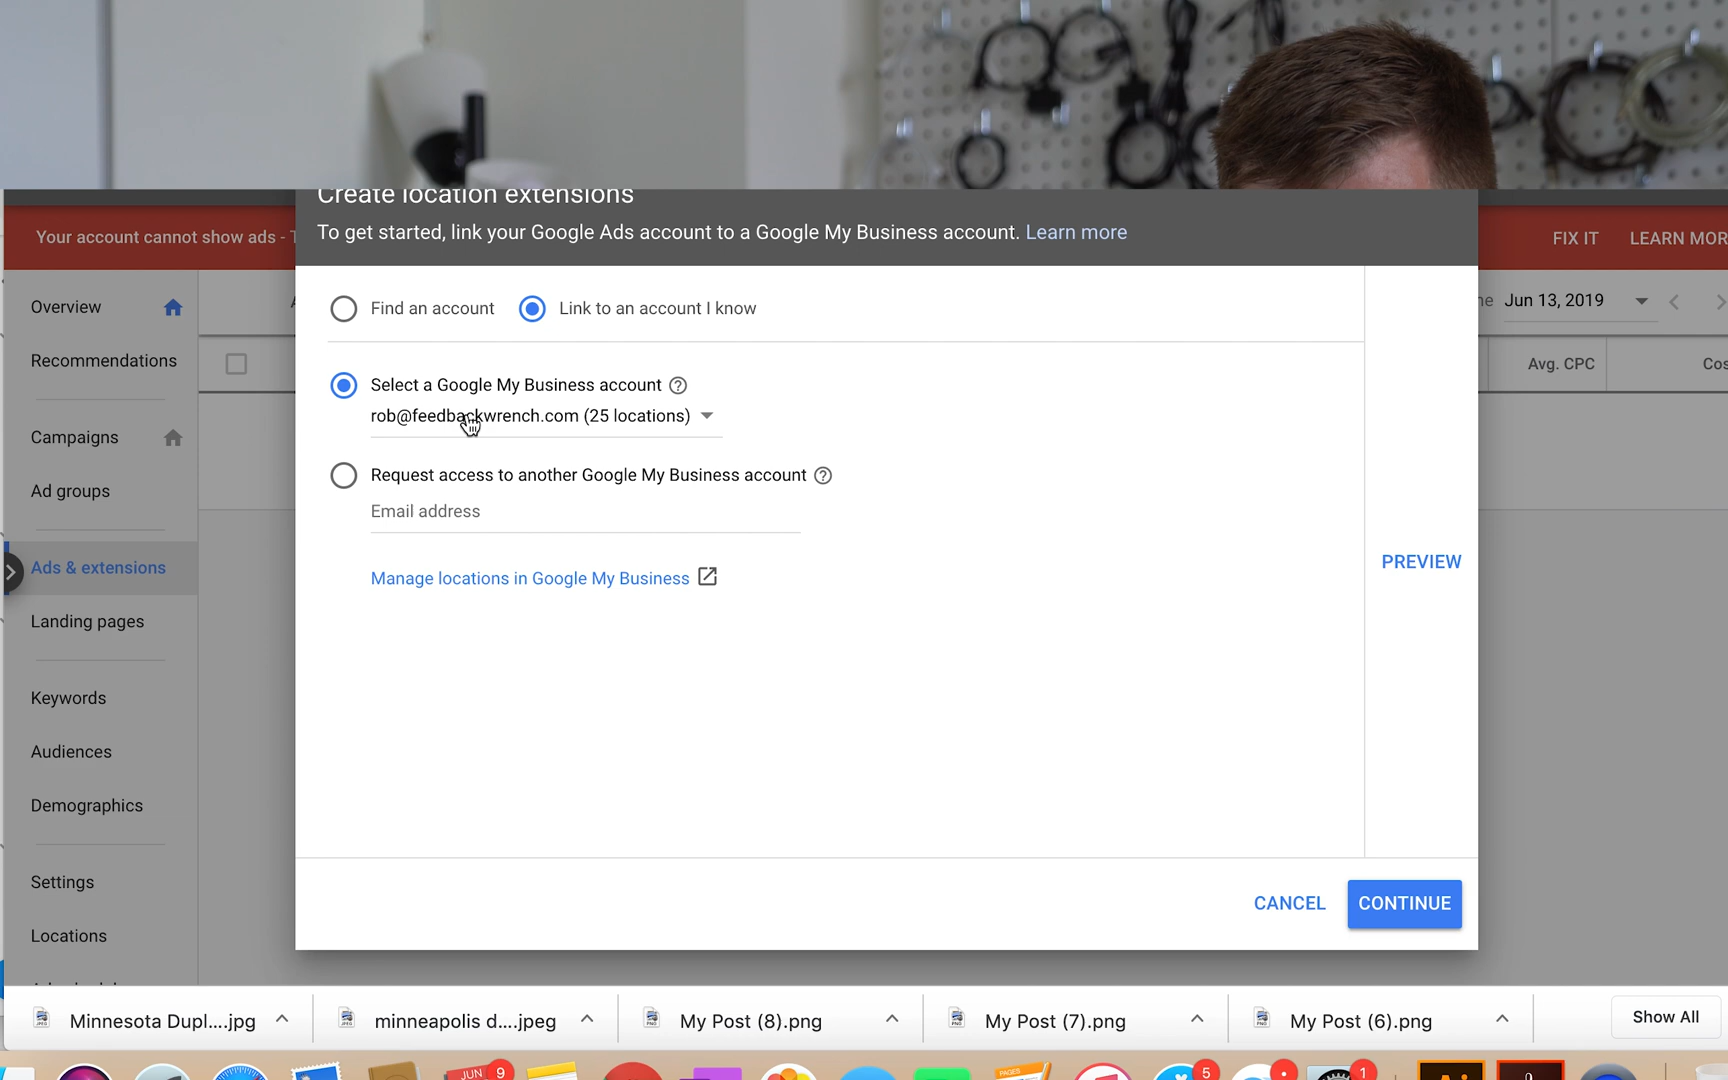 Create location extensions
To get started, link your Google Ads account to a Google My Business account. Learn more
Your account cannot show ads -
FIX IT
LEARN MOR
Overview
Recommendations
Campaigns
Ad groups
Ads & extensions
Landing pages
Keywords
Audiences
Demographics
Settings
Locations
Find an account
Link to an account I know
Select a Google My Business account
rob@feedbackwrench.com (25 locations)
Request access to another Google My Business account
Email address
Manage locations in Google My Business
PREVIEW
CANCEL
CONTINUE
Jun 13, 2019
Avg. CPC
Cos
Minnesota Dupl....jpg
minneapolis d....jpeg
My Post (8).png
My Post (7).png
My Post (6).png
Show All
JUN
9
PAGES
5
1